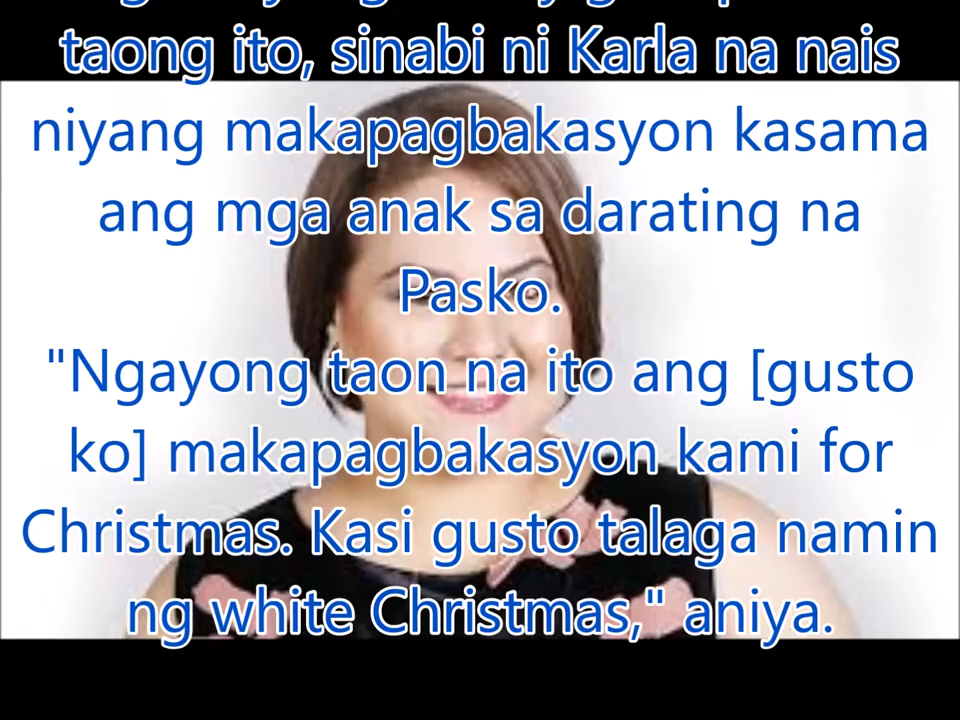 taong ito, sinabi ni Karla na nais
niyang makapagbakasyon kasama
ang mga anak sa darating na
Pasko.
"Ngayong taon na ito ang [gusto
ko] makapagbakasyon kami for
Christmas. Kasi gusto talaga namin
ng white Christmas," aniya.